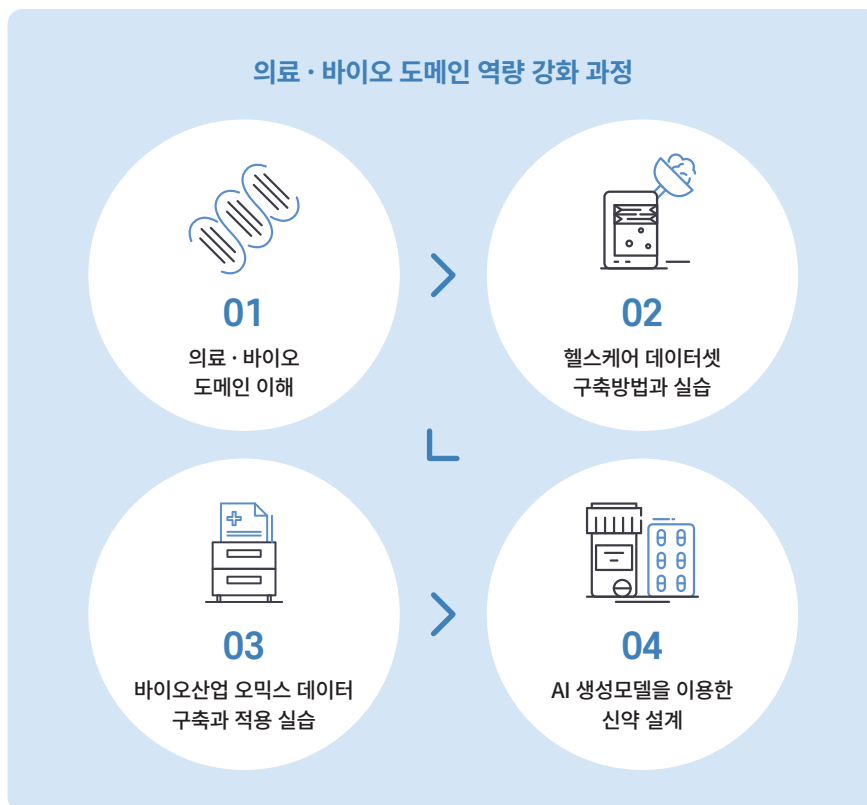 의료 · 바이오 도메인 역량 강화 과정
01
의료 · 바이오
도메인 이해
02
헬스케어 데이터셋
구축방법과 실습
03
바이오산업 오믹스 데이터
구축과 적용 실습
04
AI 생성모델을 이용한
신약 설계